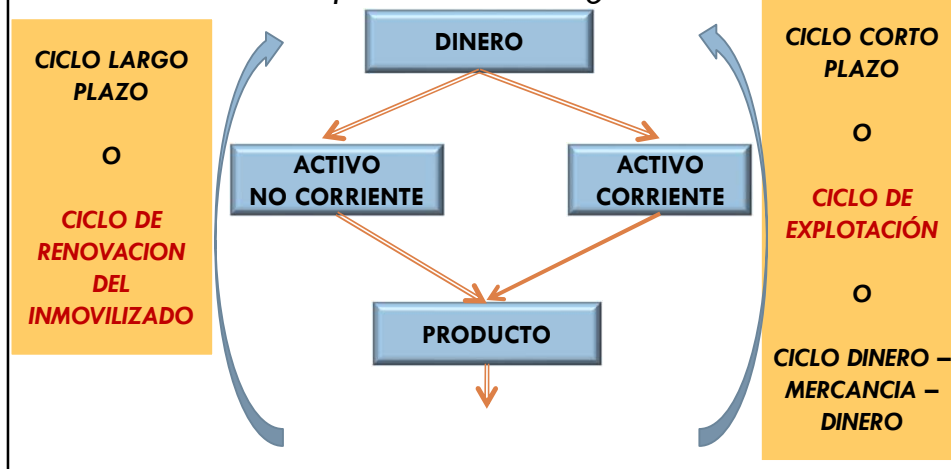 DINERO
CICLO LARGO
PLAZO
O
CICLO DE
RENOVACION
DEL
INMOVILIZADO
ACTIVO
NO CORRIENTE
ACTIVO
CORRIENTE
PRODUCTO
CICLO CORTO
PLAZO
O
CICLO DE
EXPLOTACIÓN
O
CICLO DINERO –
MERCANCIA –
DINERO